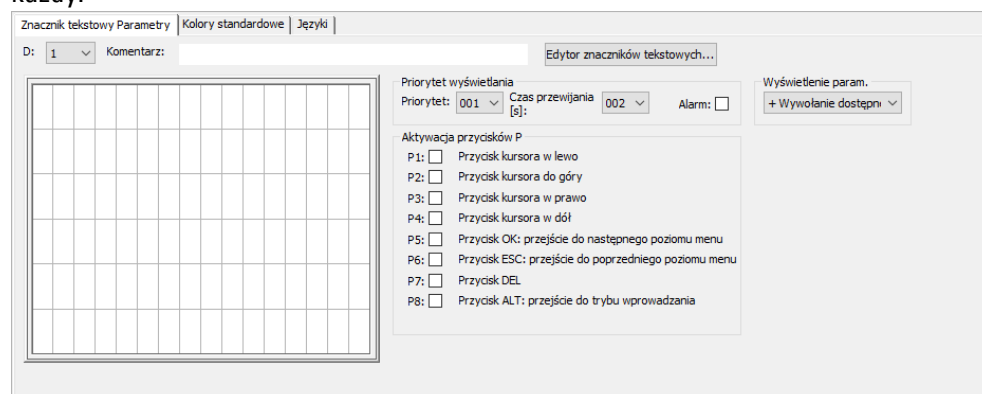 Znacznik tekstowy Parametry Kolory standardowe Języki
D: 1 Komentarz: Edytor znaczników tekstowych...
Priorytet wyświetlania
Priorytet: 001 Czas przewijania [s]: 002 Alarm:
Wyświetlenie param.
+ Wywołanie dostępn
Aktywacja przycisków P
P1: Przycisk kursora w lewo
P2: Przycisk kursora do góry
P3: Przycisk kursora w prawo
P4: Przycisk kursora w dół
P5: Przycisk OK: przejście do następnego poziomu menu
P6: Przycisk ESC: przejście do poprzedniego poziomu menu
P7: Przycisk DEL
P8: Przycisk ALT: przejście do trybu wprowadzania